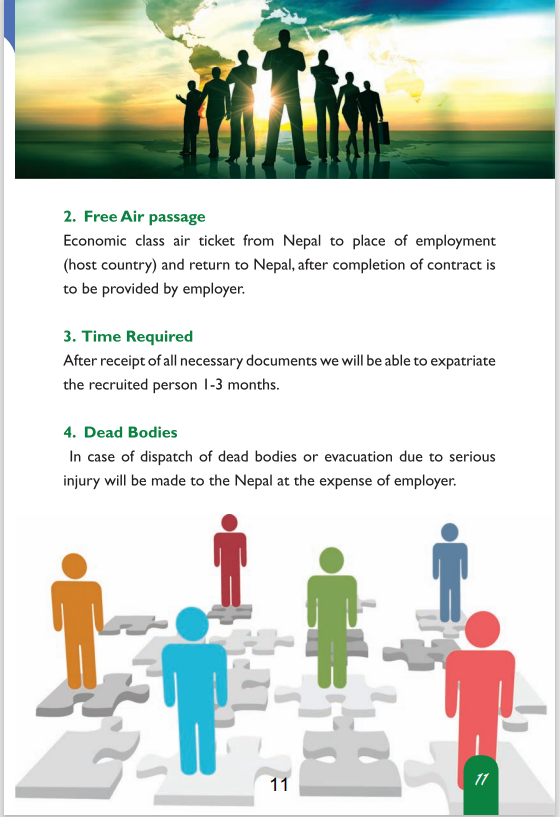 2. Free Air passage
Economic class air ticket from Nepal to place of employment
(host country) and return to Nepal, after completion of contract is
to be provided by employer.
3. Time Required
After receipt of all necessary documents we will be able to expatriate
the recruited person 1-3 months.
4. Dead Bodies
In case of dispatch of dead bodies or evacuation due to serious
injury will be made to the Nepal at the expense of employer.
11
11